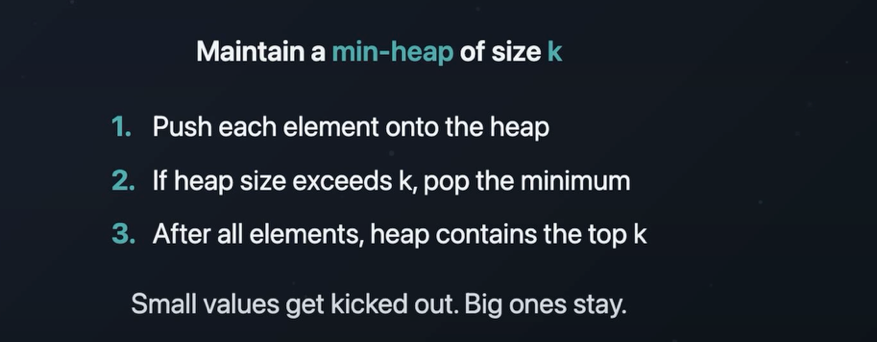 Maintain a min-heap of size k
1. Push each element onto the heap
2. If heap size exceeds k, pop the minimum
3. After all elements, heap contains the top k
Small values get kicked out. Big ones stay.